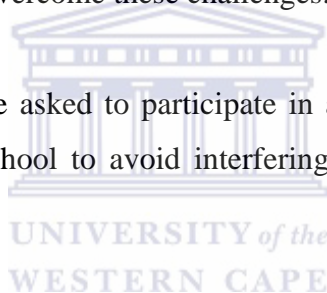 vercome these challenges.
e asked to participate in
hool to avoid interfering
UNIVERSITY of the
WESTERN CAPE